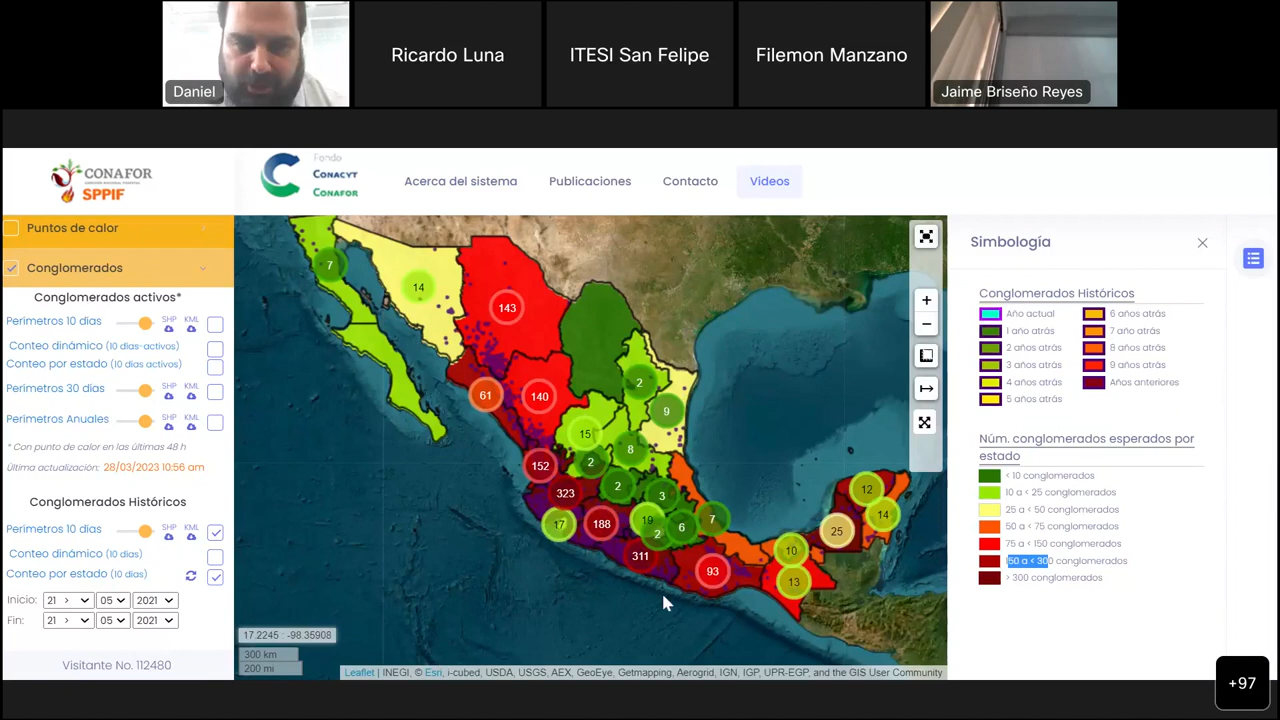 Daniel
Ricardo Luna
ITESI San Felipe
Filemon Manzano
Jaime Briseño Reyes
CONAFOR
SPPIF
Fondo
CONACYT
CONAFOR
Acerca del sistema
Publicaciones
Contacto
Videos
Puntos de calor
Conglomerados
Conglomerados activos*
Perímetros 10 días
SHP
KML
Conteo dinámico (10 días-activos)
Conteo por estado (10 días activos)
Perímetros 30 días
SHP
KML
Perímetros Anuales
SHP
KML
* Con punto de calor en las últimas 48 h
Última actualización: 28/03/2023 10:56 am
Conglomerados Históricos
Perímetros 10 días
SHP
KML
Conteo dinámico (10 días)
Conteo por estado (10 días)
Inicio:
21 >
05
2021
Fin:
21 >
05
2021
Visitante No. 112480
7
14
143
2
61
140
9
15
8
2
152
323
2
3
12
14
17
188
19
6
7
2
25
311
10
93
13
+
−
17.2245 : -98.35908
300 km
200 mi
Leaflet | INEGI, © Esri, i-cubed, USDA, USGS, AEX, GeoEye, Getmapping, Aerogrid, IGN, IGP, UPR-EGP, and the GIS User Community
Simbología
Conglomerados Históricos
Año actual
1 año atrás
2 años atrás
3 años atrás
4 años atrás
5 años atrás
6 años atrás
7 año atrás
8 años atrás
9 años atrás
Años anteriores
Núm. conglomerados esperados por
estado
< 10 conglomerados
10 a < 25 conglomerados
25 a < 50 conglomerados
50 a < 75 conglomerados
75 a < 150 conglomerados
150 a < 300 conglomerados
> 300 conglomerados
+97